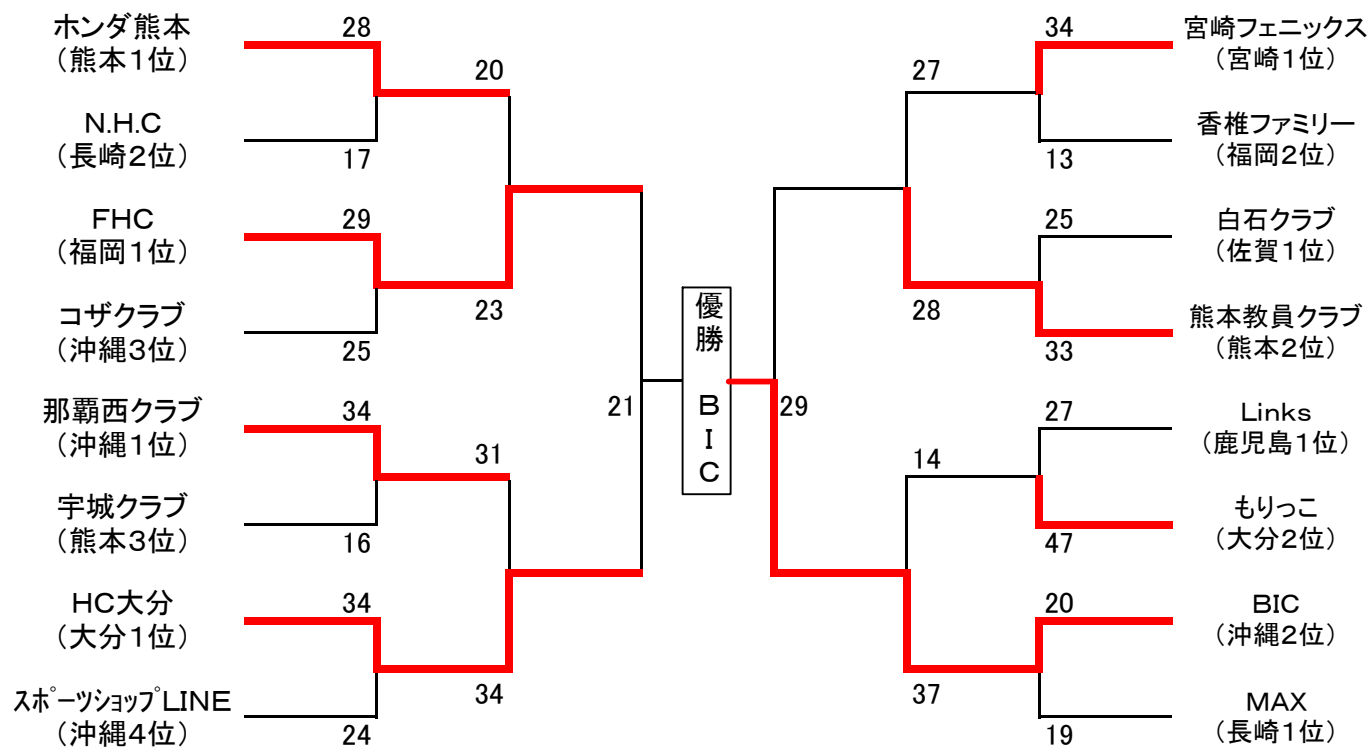 ホンダ熊本
（熊本１位）
28
N.H.C
（長崎２位）
17
20
FHC
（福岡１位）
29
コザクラブ
（沖縄３位）
25
23
那覇西クラブ
（沖縄１位）
34
宇城クラブ
（熊本３位）
16
31
HC大分
（大分１位）
34
ｽﾎﾟｰﾂｼｮｯﾌﾟLINE
（沖縄４位）
24
34
21
優勝　ＢＩＣ
29
27
34
宮崎フェニックス
（宮崎１位）
13
香椎ファミリー
（福岡２位）
28
25
白石クラブ
（佐賀１位）
33
熊本教員クラブ
（熊本２位）
14
27
Links
（鹿児島１位）
47
もりっこ
（大分２位）
37
20
BIC
（沖縄２位）
19
MAX
（長崎１位）